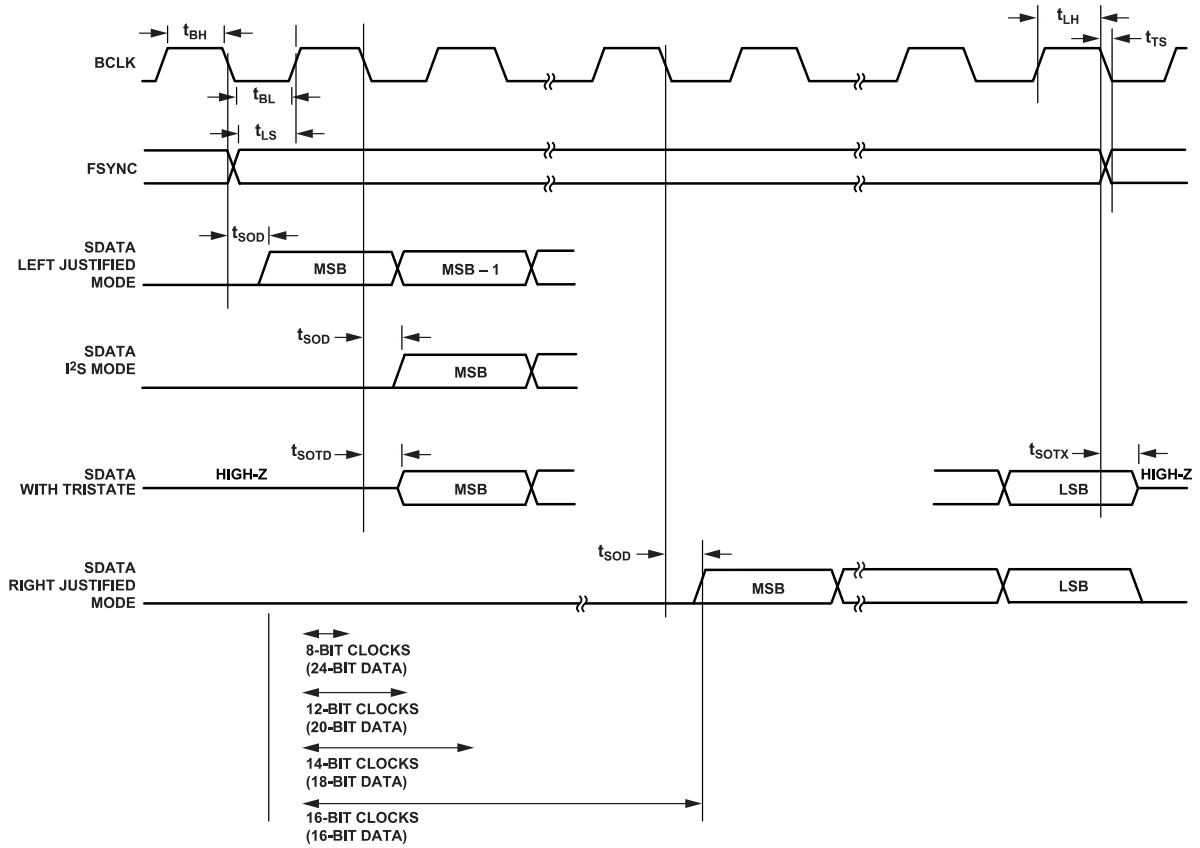 tBH
tLH
tTS
BCLK
tBL
tLS
FSYNC
tSOD
SDATA
LEFT JUSTIFIED
MODE
MSB
MSB – 1
tSOD
SDATA
I²S MODE
MSB
tSOTD
tSOTX
HIGH-Z
HIGH-Z
SDATA
WITH TRISTATE
MSB
LSB
tSOD
SDATA
RIGHT JUSTIFIED
MODE
MSB
LSB
8-BIT CLOCKS
(24-BIT DATA)
12-BIT CLOCKS
(20-BIT DATA)
14-BIT CLOCKS
(18-BIT DATA)
16-BIT CLOCKS
(16-BIT DATA)